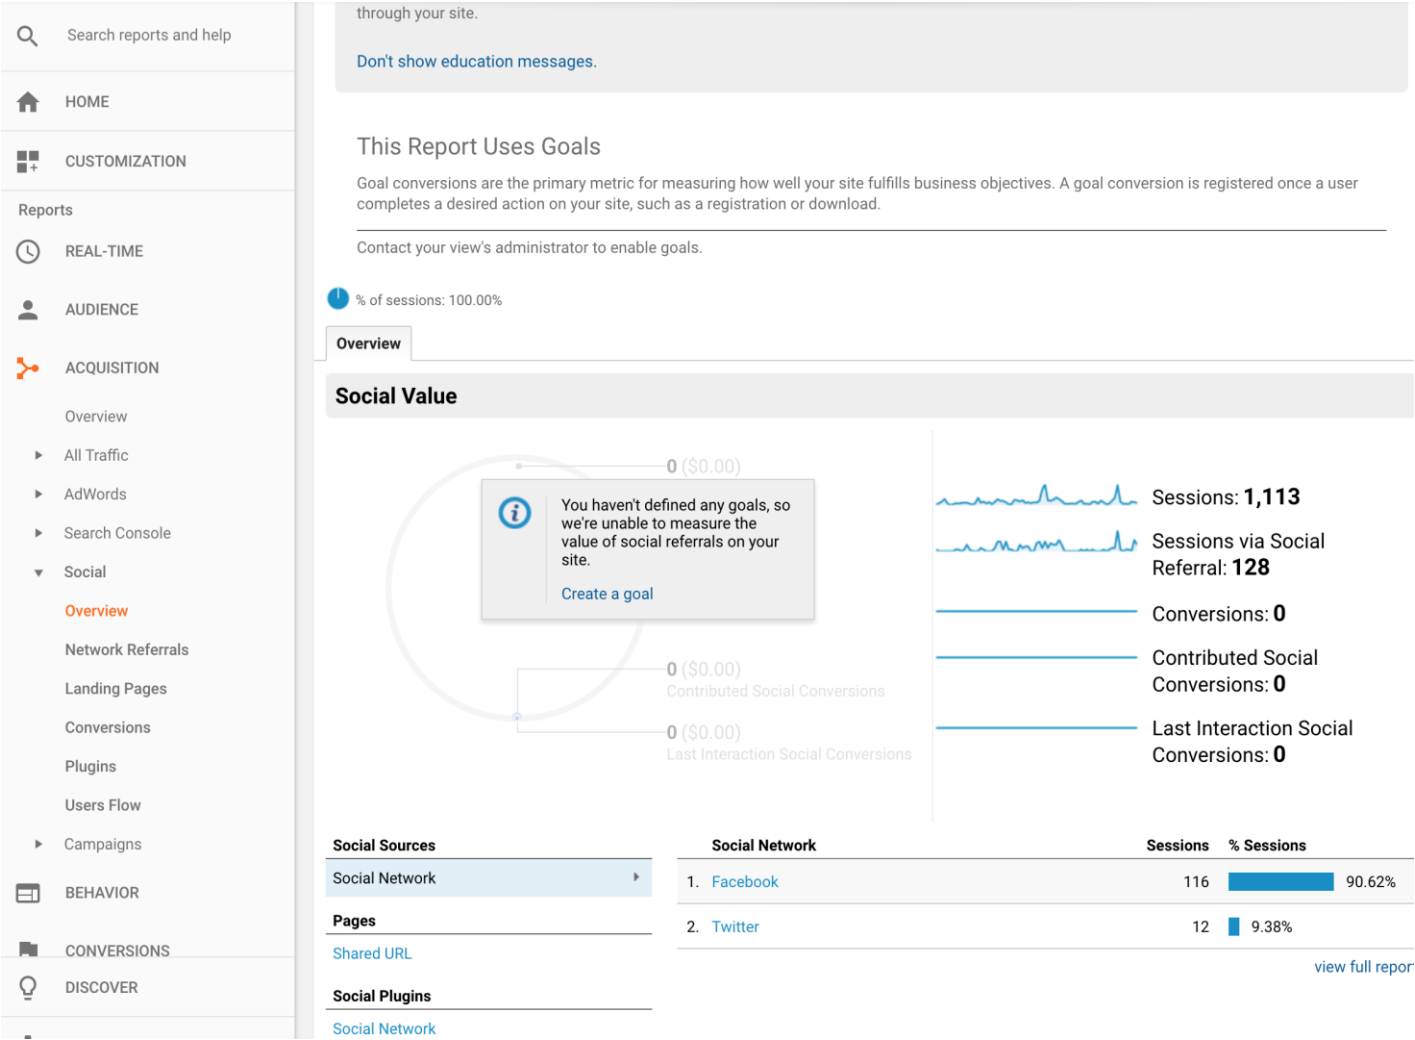 Search reports and help
HOME
CUSTOMIZATION
Reports
REAL-TIME
AUDIENCE
ACQUISITION
Overview
All Traffic
AdWords
Search Console
Social
Overview
Network Referrals
Landing Pages
Conversions
Plugins
Users Flow
Campaigns
BEHAVIOR
CONVERSIONS
DISCOVER
through your site.
Don't show education messages.
This Report Uses Goals
Goal conversions are the primary metric for measuring how well your site fulfills business objectives. A goal conversion is registered once a user
completes a desired action on your site, such as a registration or download.
Contact your view's administrator to enable goals.
% of sessions: 100.00%
Overview
Social Value
0 ($0.00)
You haven't defined any goals, so
we're unable to measure the
value of social referrals on your
site.
Create a goal
0 ($0.00)
Contributed Social Conversions
0 ($0.00)
Last Interaction Social Conversions
Sessions: 1,113
Sessions via Social
Referral: 128
Conversions: 0
Contributed Social
Conversions: 0
Last Interaction Social
Conversions: 0
Social Sources
Social Network
Pages
Shared URL
Social Plugins
Social Network
Social Network Sessions % Sessions
1. Facebook 116 90.62%
2. Twitter 12 9.38%
view full report